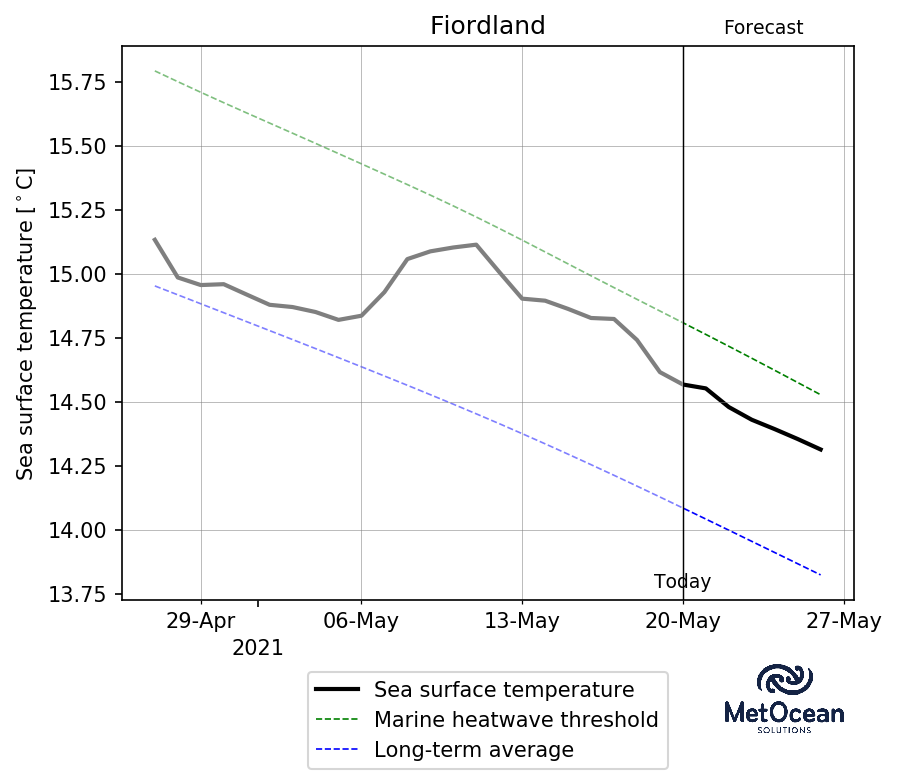 Fiordland
Forecast
Sea surface temperature [°C]
15.75
15.50
15.25
15.00
14.75
14.50
14.25
14.00
13.75
Today
29-Apr 06-May 13-May 20-May 27-May
2021
Sea surface temperature
Marine heatwave threshold
Long-term average
MetOcean
SOLUTIONS